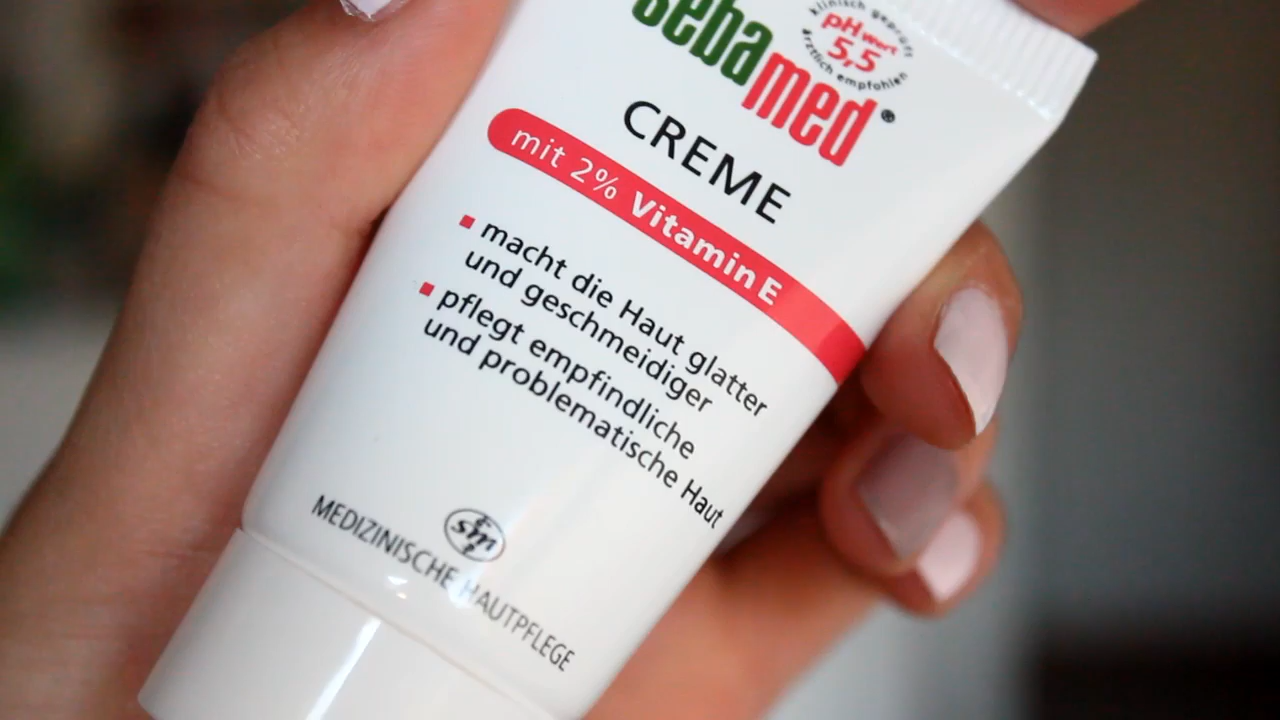 sebamed®
klinisch geprüft
pH wert
5,5
ärztlich empfohlen
CREME
mit 2% Vitamin E
macht die Haut glatter
und geschmeidiger
pflegt empfindliche
und problematische Haut
sm
MEDIZINISCHE HAUTPFLEGE